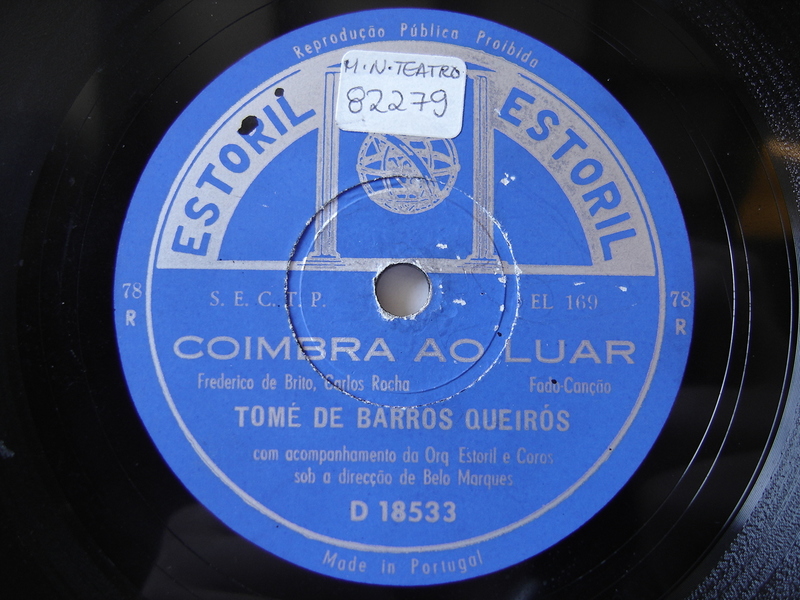 Reprodução Pública Proibida
M.N.TEATRO
82279
ESTORIL ESTORIL
78 R
78 R
S. E. C. T. P. EL 169
COIMBRA AO LUAR
Frederico de Brito, Carlos Rocha Fado-Canção
TOMÉ DE BARROS QUEIRÓS
com acompanhamento da Orq Estoril e Coros
sob a direcção de Belo Marques
D 18533
Made in Portugal